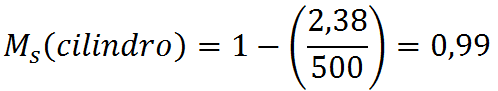 M_s(cilindro) = 1 − (2,38/500) = 0,99